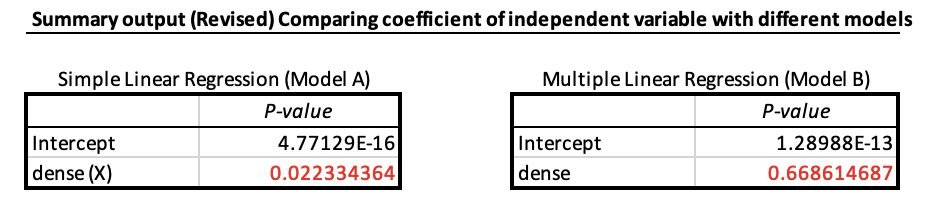 Summary output (Revised) Comparing coefficient of independent variable with different models
Simple Linear Regression (Model A)
P-value
Intercept 4.77129E-16
dense (X) 0.022334364
Multiple Linear Regression (Model B)
P-value
Intercept 1.28988E-13
dense 0.668614687